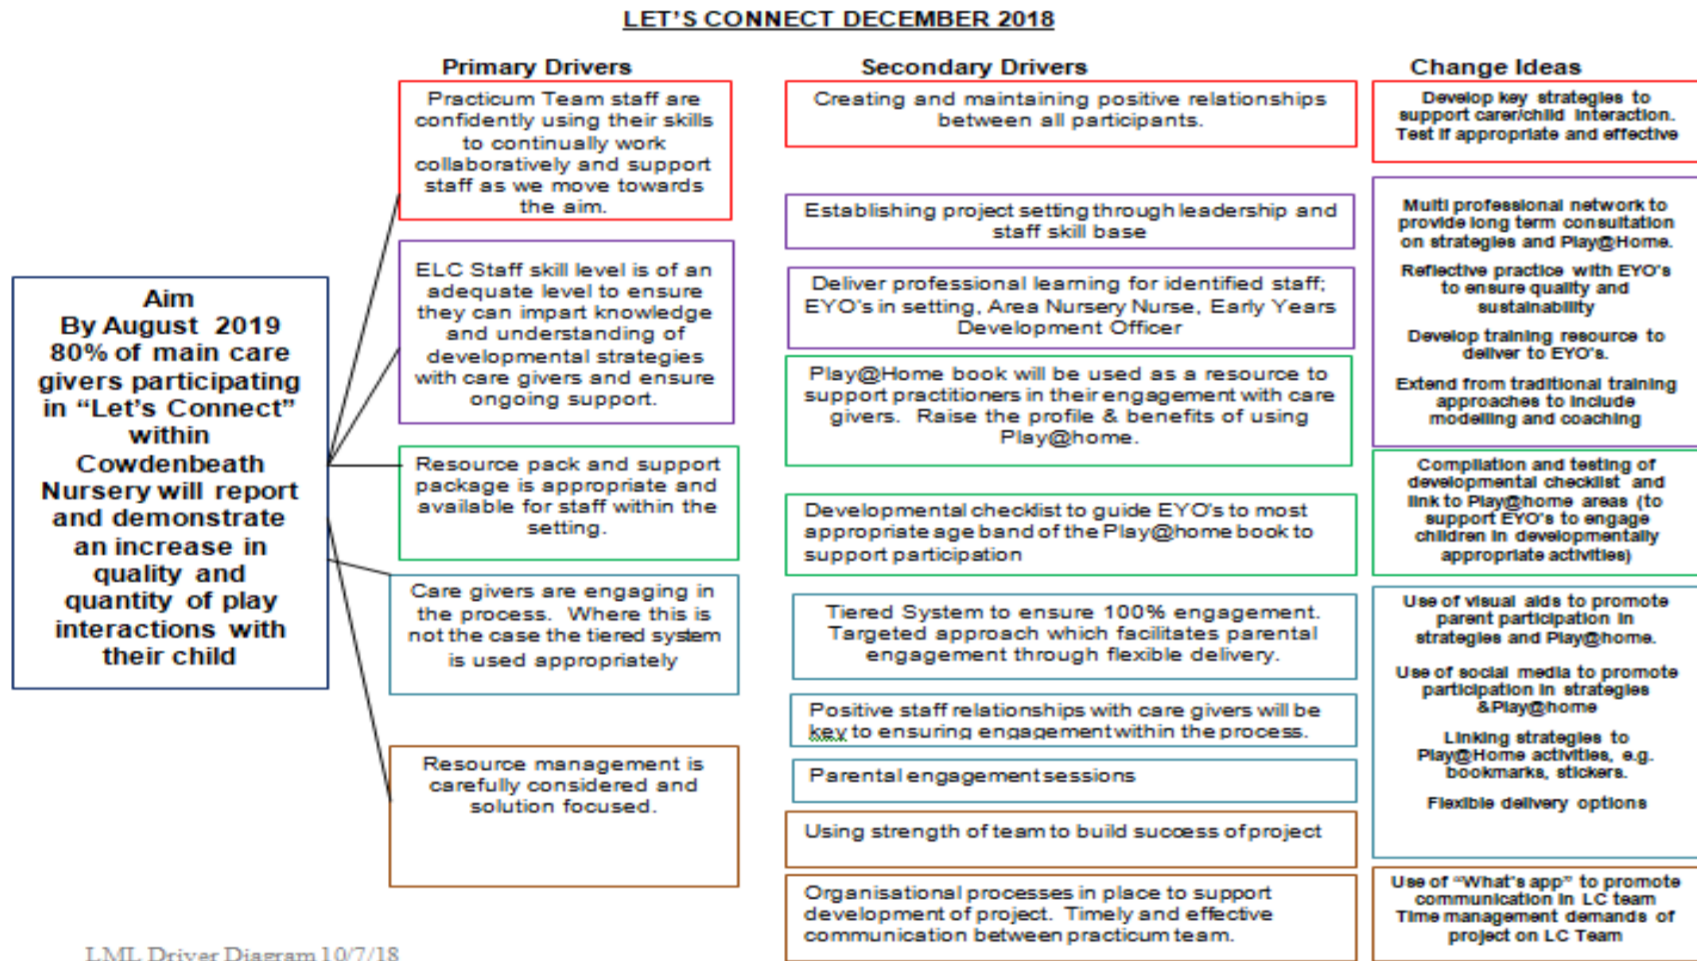 LET'S CONNECT DECEMBER 2018
Primary Drivers
Secondary Drivers
Change Ideas
Aim
By August 2019
80% of main care
givers participating
in “Let's Connect”
within
Cowdenbeath
Nursery will report
and demonstrate
an increase in
quality and
quantity of play
interactions with
their child
Practicum Team staff are
confidently using their skills
to continually work
collaboratively and support
staff as we move towards
the aim.
ELC Staff skill level is of an
adequate level to ensure
they can impart knowledge
and understanding of
developmental strategies
with care givers and ensure
ongoing support.
Resource pack and support
package is appropriate and
available for staff within the
setting.
Care givers are engaging in
the process. Where this is
not the case the tiered system
is used appropriately
Resource management is
carefully considered and
solution focused.
Creating and maintaining positive relationships
between all participants.
Establishing project setting through leadership and
staff skill base
Deliver professional learning for identified staff;
EYO's in setting, Area Nursery Nurse, Early Years
Development Officer
Play@Home book will be used as a resource to
support practitioners in their engagement with care
givers. Raise the profile & benefits of using
Play@home.
Developmental checklist to guide EYO's to most
appropriate age band of the Play@home book to
support participation
Tiered System to ensure 100% engagement.
Targeted approach which facilitates parental
engagement through flexible delivery.
Positive staff relationships with care givers will be
key to ensuring engagement within the process.
Parental engagement sessions
Using strength of team to build success of project
Organisational processes in place to support
development of project. Timely and effective
communication between practicum team.
Develop key strategies to
support carer/child interaction.
Test if appropriate and effective
Multi professional network to
provide long term consultation
on strategies and Play@Home.
Reflective practice with EYO's
to ensure quality and
sustainability
Develop training resource to
deliver to EYO's.
Extend from traditional training
approaches to include
modelling and coaching
Compilation and testing of
developmental checklist and
link to Play@home areas (to
support EYO's to engage
children in developmentally
appropriate activities)
Use of visual aids to promote
parent participation in
strategies and Play@home.
Use of social media to promote
participation in strategies
&Play@home
Linking strategies to
Play@Home activities, e.g.
bookmarks, stickers.
Flexible delivery options
Use of “What's app” to promote
communication in LC team
Time management demands of
project on LC Team
LML Driver Diagram 10/7/18